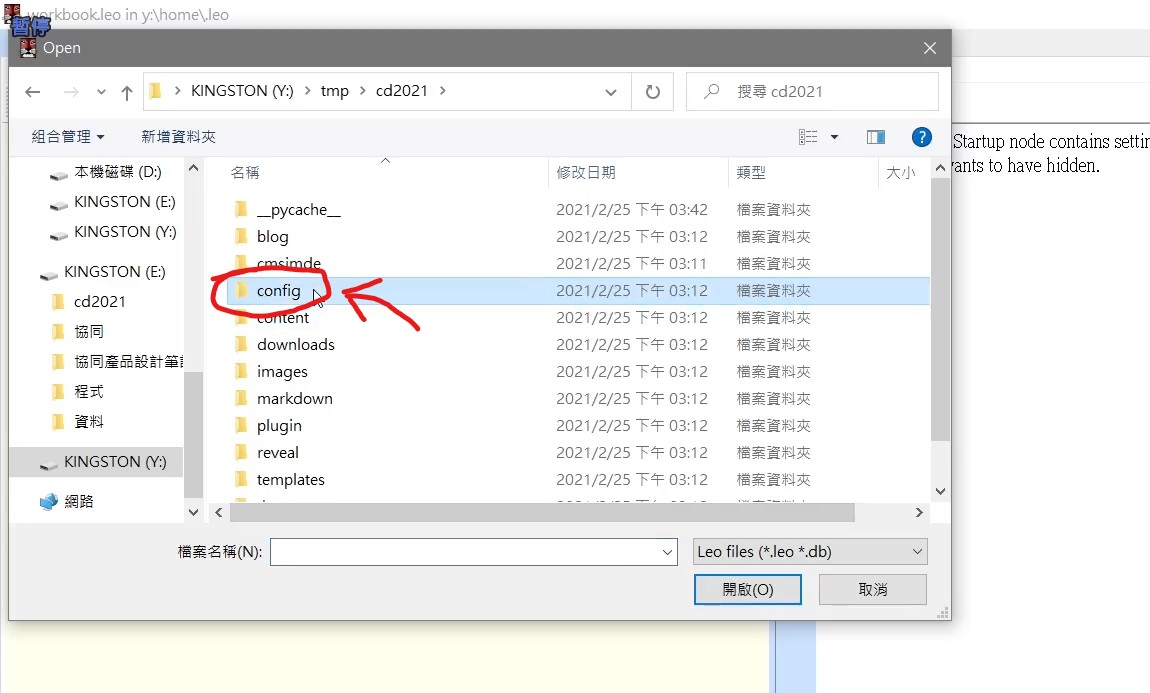 workbook.leo in y:\home\.leo
暫停
Open
KINGSTON (Y:) > tmp > cd2021 >
搜尋 cd2021
組合管理
新增資料夾
?
Startup node contains settin
wants to have hidden.
本機磁碟 (D:)
KINGSTON (E:)
KINGSTON (Y:)
KINGSTON (E:)
cd2021
協同
協同產品設計筆記
程式
資料
KINGSTON (Y:)
網路
名稱 修改日期 類型 大小
__pycache__ 2021/2/25 下午 03:42 檔案資料夾
blog 2021/2/25 下午 03:12 檔案資料夾
cmsimde 2021/2/25 下午 03:11 檔案資料夾
config 2021/2/25 下午 03:12 檔案資料夾
content 2021/2/25 下午 03:12 檔案資料夾
downloads 2021/2/25 下午 03:12 檔案資料夾
images 2021/2/25 下午 03:12 檔案資料夾
markdown 2021/2/25 下午 03:12 檔案資料夾
plugin 2021/2/25 下午 03:12 檔案資料夾
reveal 2021/2/25 下午 03:12 檔案資料夾
templates 2021/2/25 下午 03:12 檔案資料夾
檔案名稱(N):
Leo files (*.leo *.db)
開啟(O)
取消